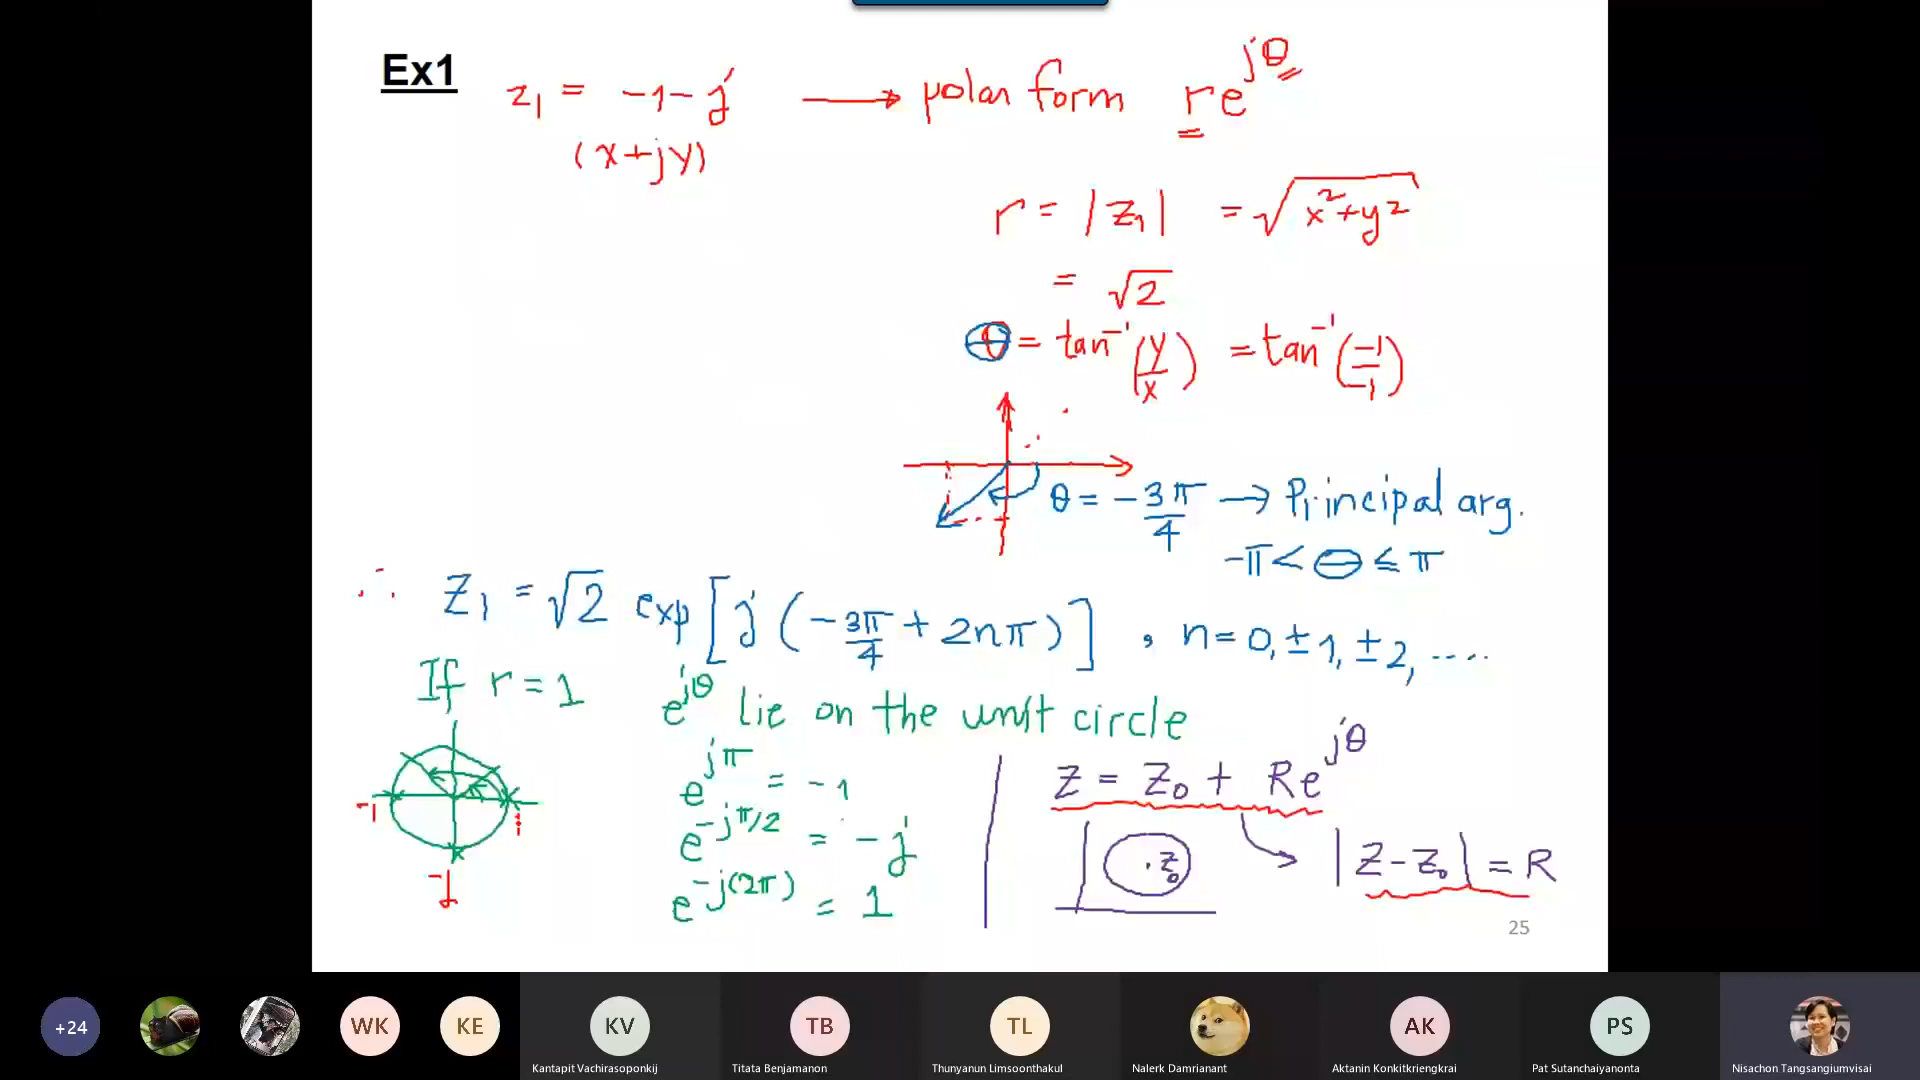 Ex1 z₁ = -1-j ⟶ polar form re^{jθ}
(x+jy)
r = |z₁| = √(x²+y²)
= √2
θ = tan⁻¹(y/x) = tan⁻¹(-1/-1)
θ = -3π/4 → Principal arg.
-π < Θ ≤ π
∴ z₁ = √2 exp[j(-3π/4 + 2nπ)] , n = 0, ±1, ±2, ....
If r = 1 e^{jθ} lie on the unit circle
e^{jπ} = -1
e^{-jπ/2} = -j
e^{-j(2π)} = 1
-1
-j
z = z₀ + Re^{jθ}
z₀
|z-z₀| = R
25
+24
WK
KE
KV
Kantapit Vachirasoponkij
TB
Titata Benjamanon
TL
Thunyanun Limsoonthakul
Nalerk Damrianant
AK
Aktanin Konkitkriengkrai
PS
Pat Sutanchaiyanonta
Nisachon Tangsangiumvisai